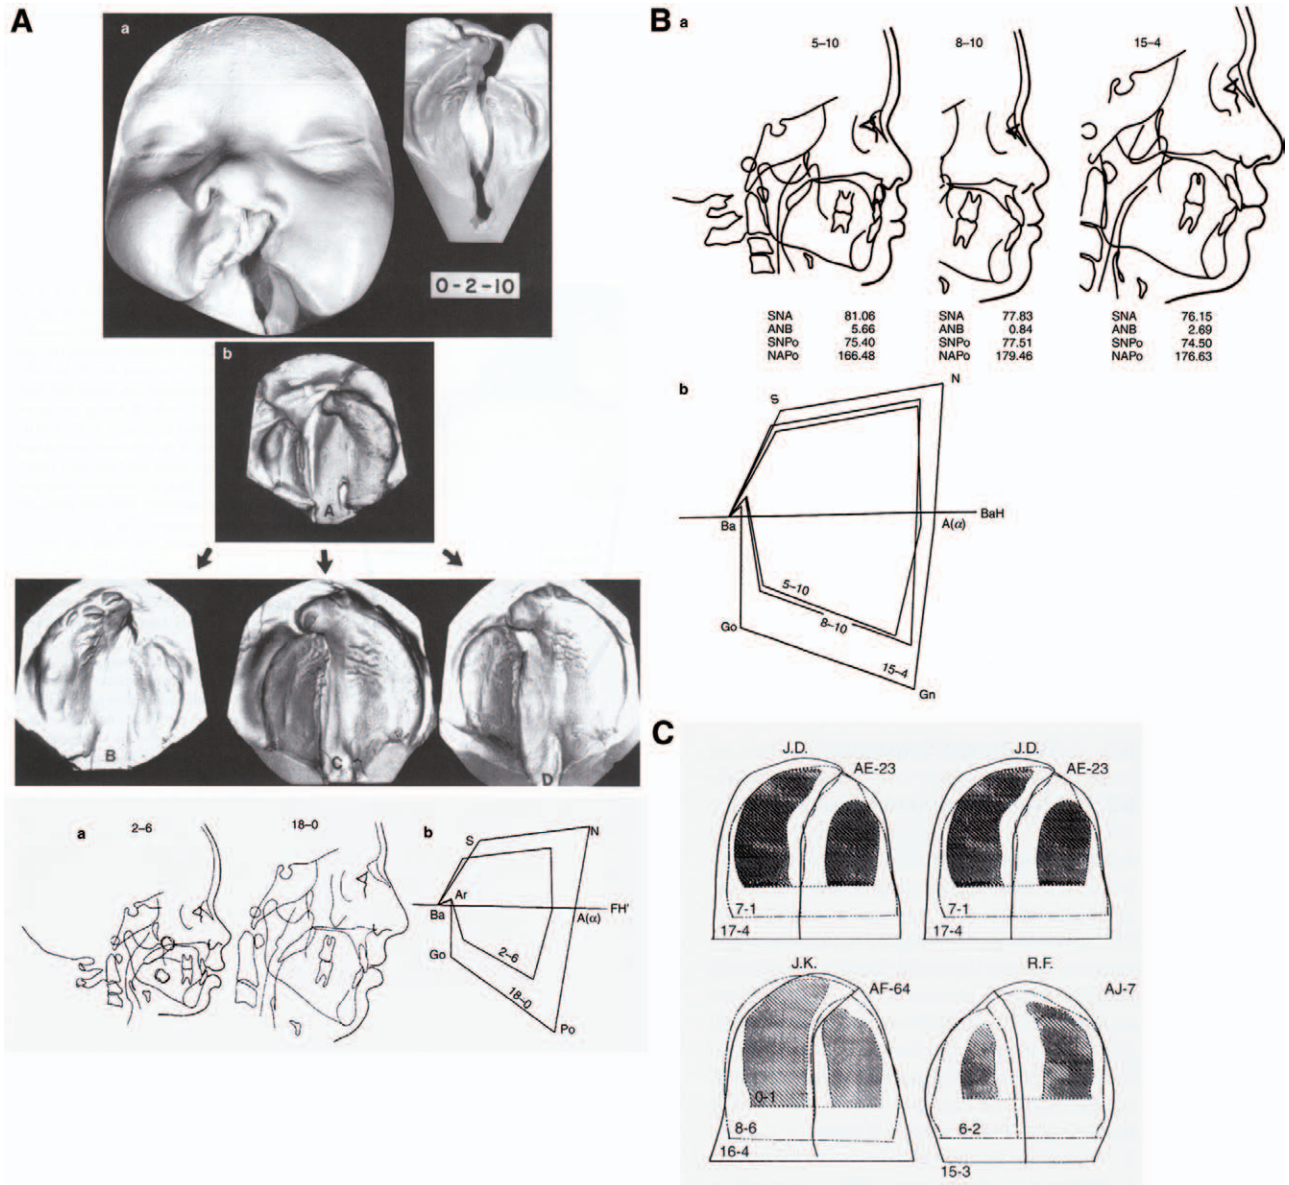 A
a
0-2-10
b
A
B
C
D
a
2–6
18–0
b
S
N
Ar
Ba
A(α)
FH'
Go
2–6
18–0
Po
B
a
5–10
8–10
15–4
SNA 81.06
ANB 5.66
SNPo 75.40
NAPo 166.48
SNA 77.83
ANB 0.84
SNPo 77.51
NAPo 179.46
SNA 76.15
ANB 2.69
SNPo 74.50
NAPo 176.63
b
S
N
Ba
A(α)
BaH
5–10
8–10
Go
15–4
Gn
C
J.D.
AE-23
7-1
17-4
J.D.
AE-23
7-1
17-4
J.K.
AF-64
0-1
8-6
16-4
R.F.
AJ-7
6-2
15-3